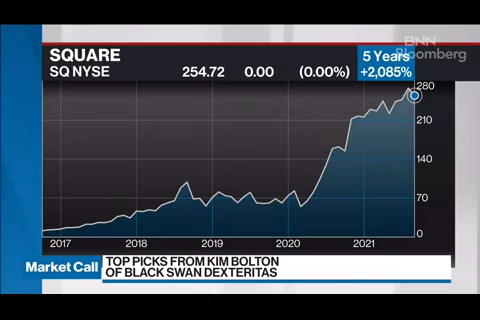 BNN
Bloomberg
SQUARE
SQ NYSE 254.72 0.00 (0.00%)
5 Years
+2,085%
280
210
140
70
0
2017 2018 2019 2020 2021
Market Call
TOP PICKS FROM KIM BOLTON
OF BLACK SWAN DEXTERITAS